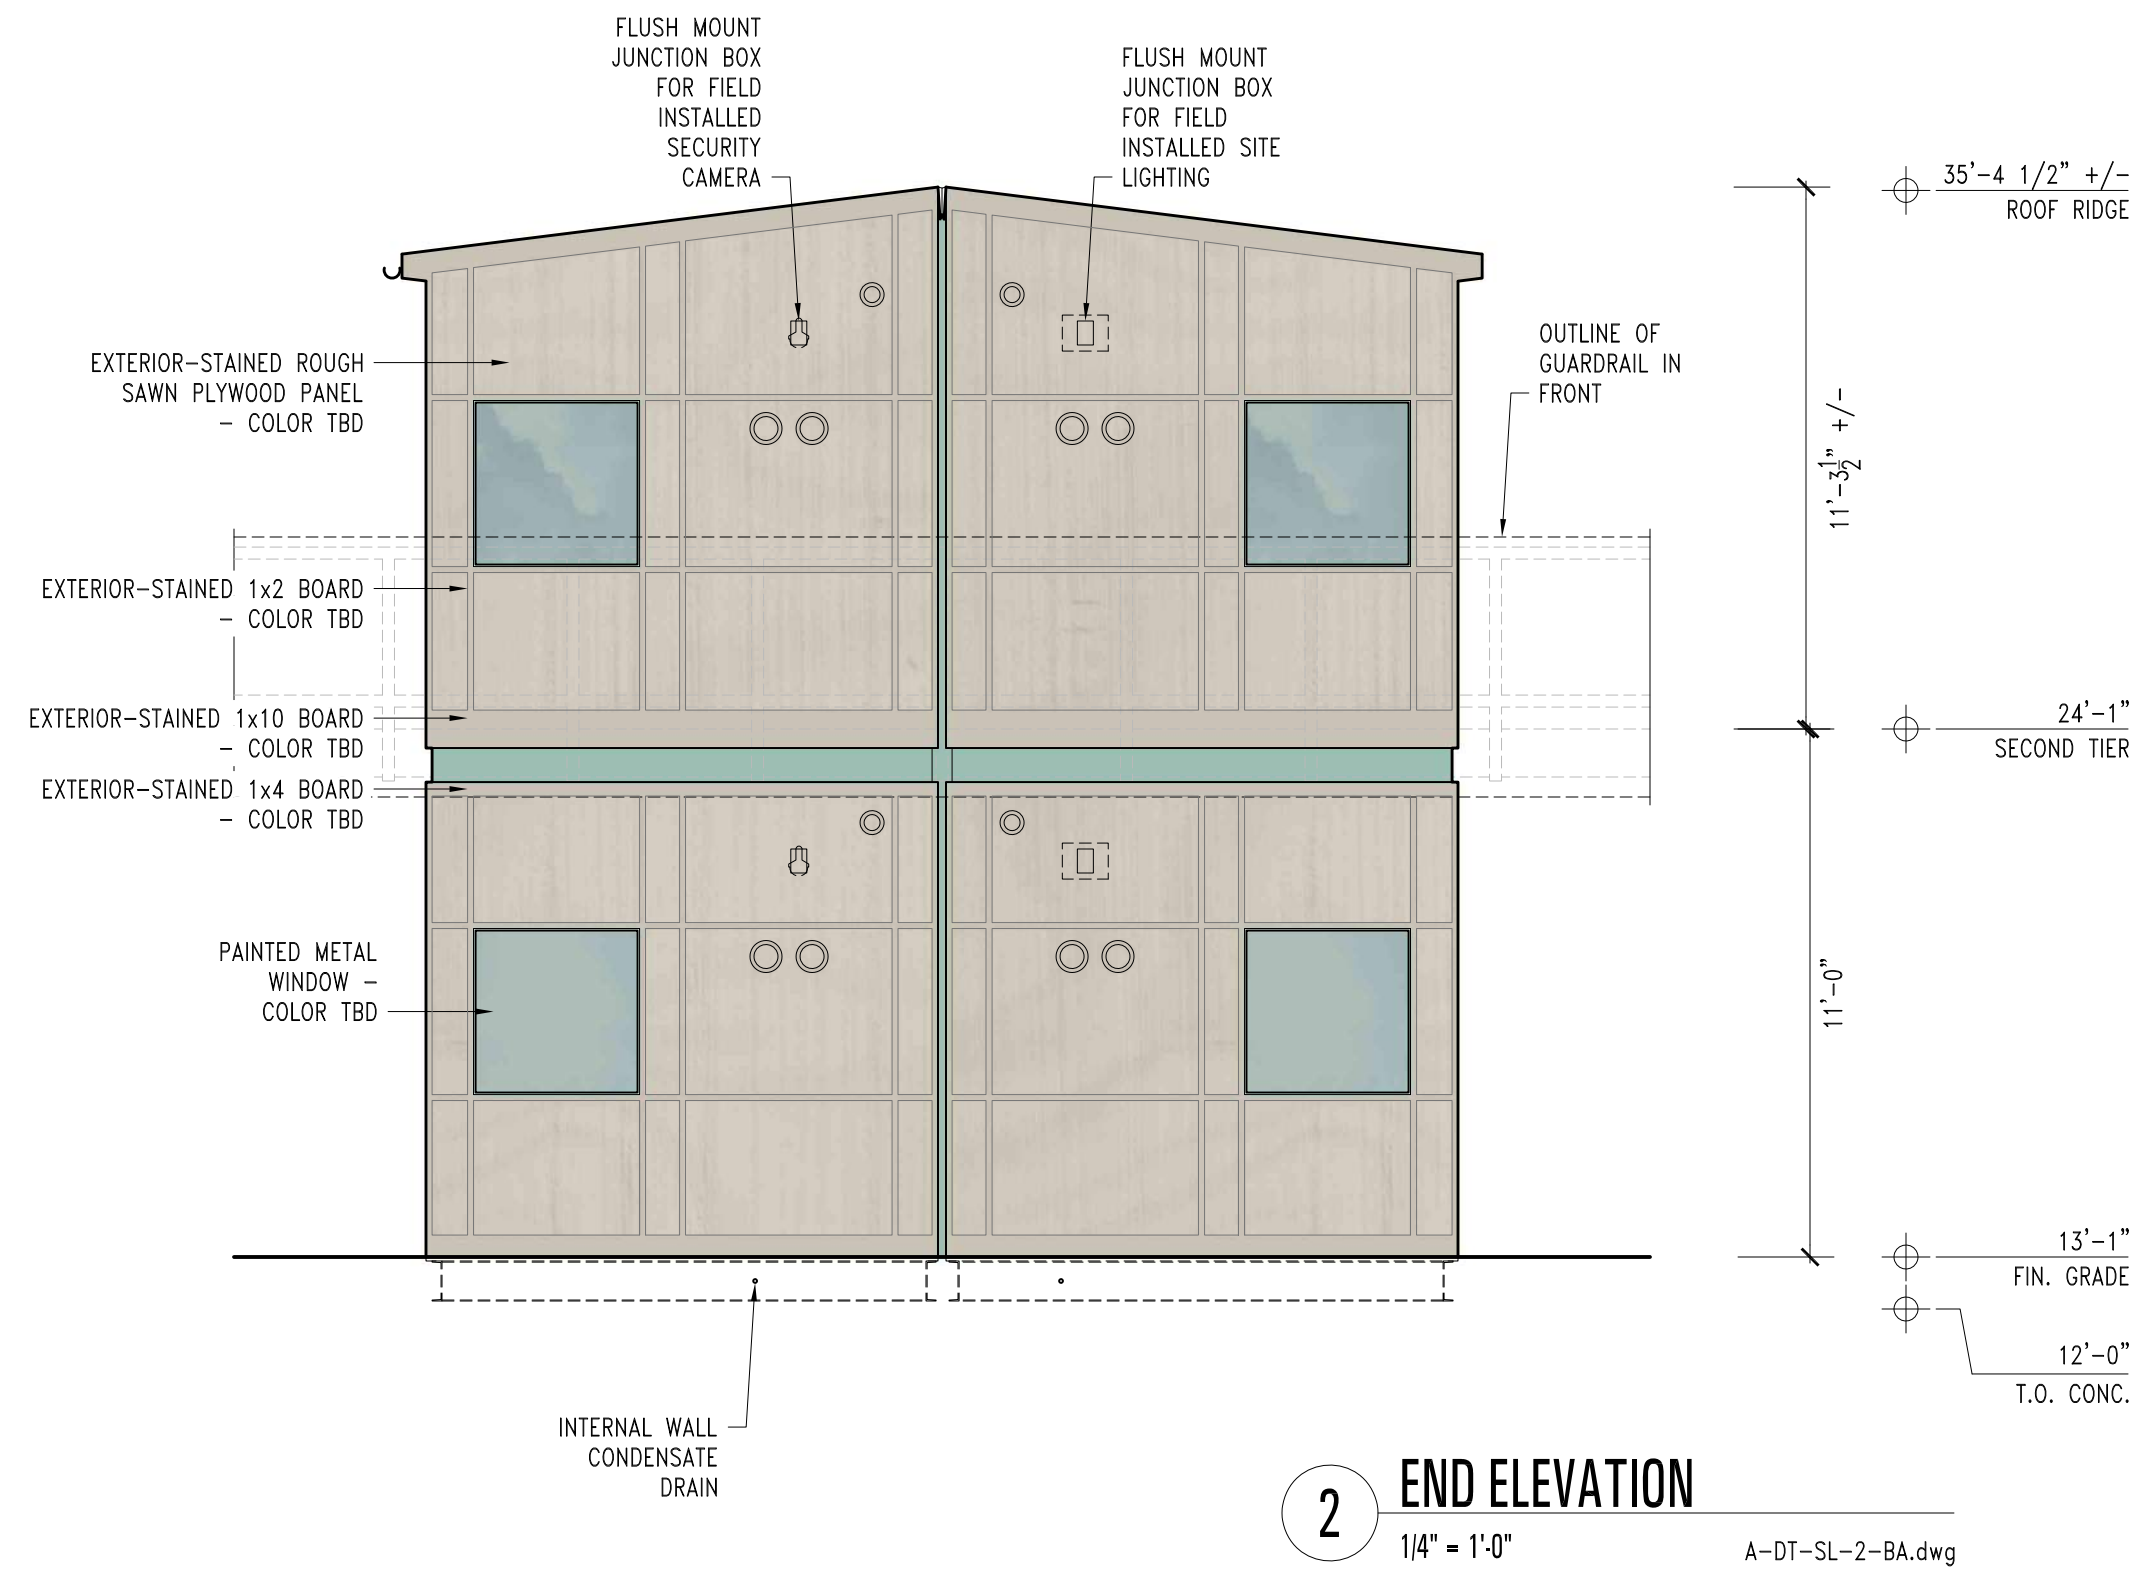 FLUSH MOUNT
JUNCTION BOX
FOR FIELD
INSTALLED
SECURITY
CAMERA
FLUSH MOUNT
JUNCTION BOX
FOR FIELD
INSTALLED SITE
LIGHTING
35'-4 1/2" +/-
ROOF RIDGE
OUTLINE OF
GUARDRAIL IN
FRONT
EXTERIOR-STAINED ROUGH
SAWN PLYWOOD PANEL
- COLOR TBD
11'-3 1/2" +/-
EXTERIOR-STAINED 1x2 BOARD
- COLOR TBD
EXTERIOR-STAINED 1x10 BOARD
- COLOR TBD
24'-1"
SECOND TIER
EXTERIOR-STAINED 1x4 BOARD
- COLOR TBD
PAINTED METAL
WINDOW -
COLOR TBD
11'-0"
13'-1"
FIN. GRADE
12'-0"
T.O. CONC.
INTERNAL WALL
CONDENSATE
DRAIN
2
END ELEVATION
1/4" = 1'-0"
A-DT-SL-2-BA.dwg